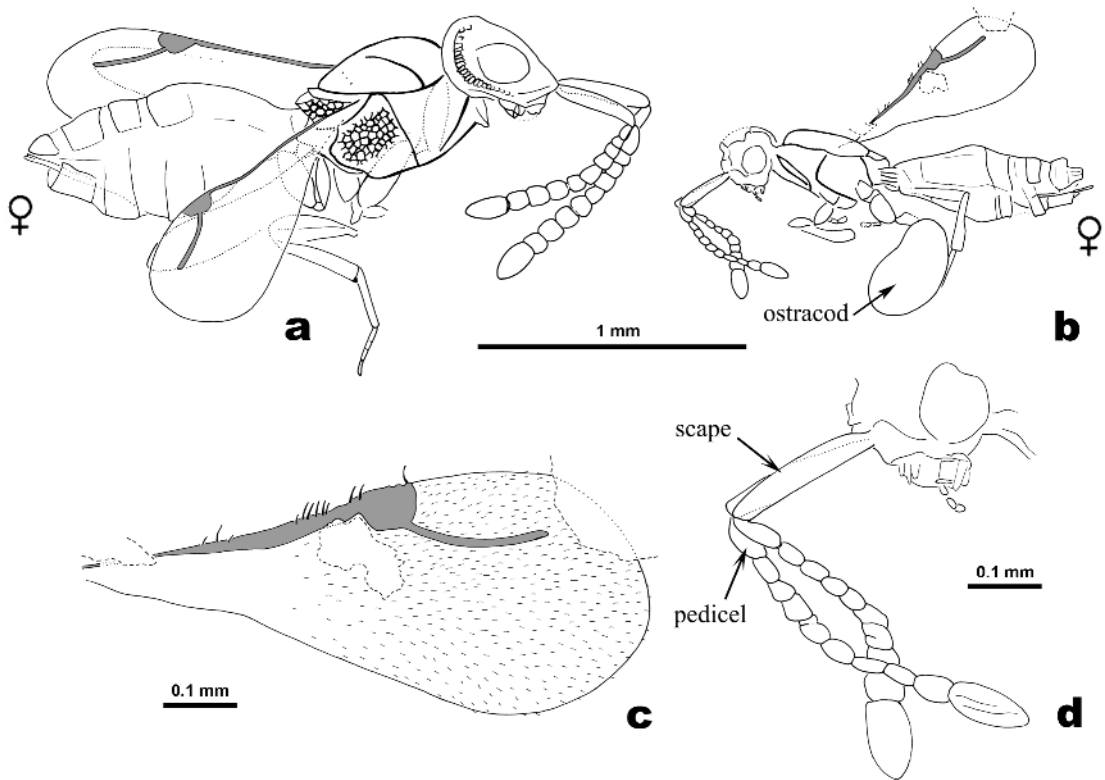 ♀
a
1 mm
♀
ostracod
b
0.1 mm
c
scape
pedicel
0.1 mm
d